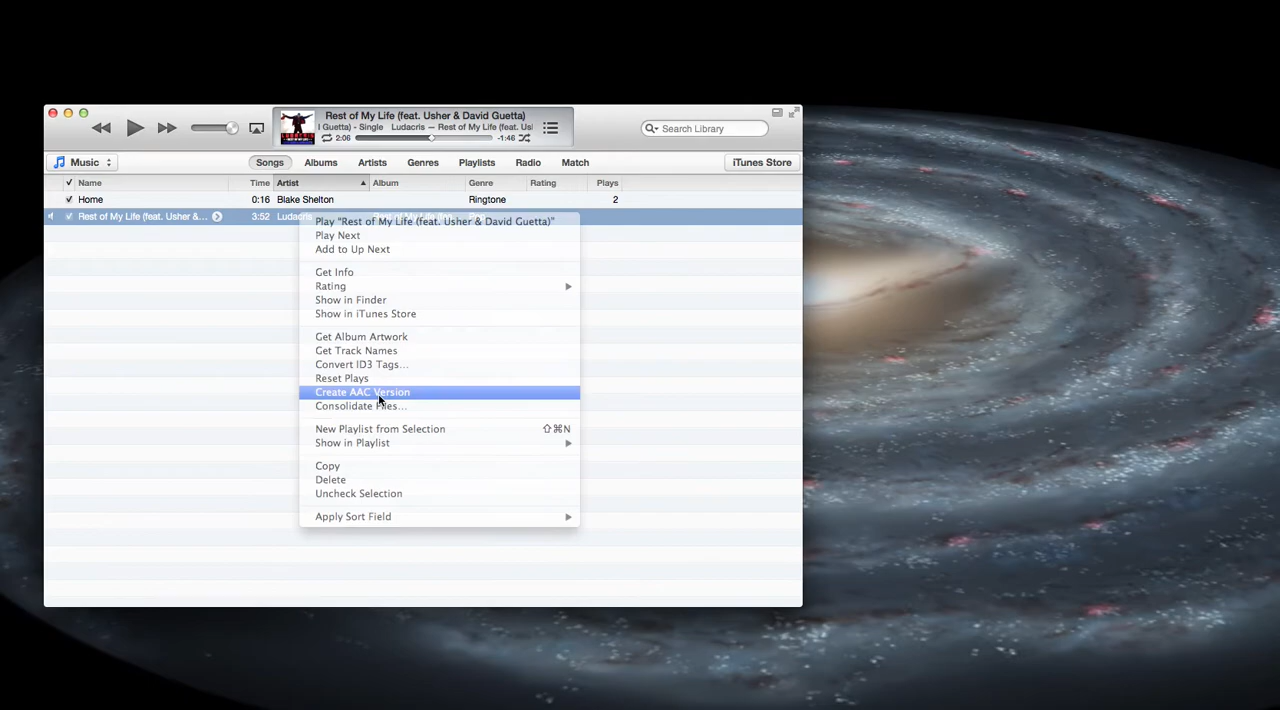 Rest of My Life (feat. Usher & David Guetta)
l Guetta) - Single Ludacris — Rest of My Life (feat. Usl
2:06 -1:46
Search Library
Music Songs Albums Artists Genres Playlists Radio Match iTunes Store
Name Time Artist Album Genre Rating Plays
Home 0:16 Blake Shelton Ringtone 2
Rest of My Life (feat. Usher &... 3:52 Ludacris
Play "Rest of My Life (feat. Usher & David Guetta)"
Play Next
Add to Up Next
Get Info
Rating
Show in Finder
Show in iTunes Store
Get Album Artwork
Get Track Names
Convert ID3 Tags...
Reset Plays
Create AAC Version
Consolidate Files...
New Playlist from Selection ⇧⌘N
Show in Playlist
Copy
Delete
Uncheck Selection
Apply Sort Field